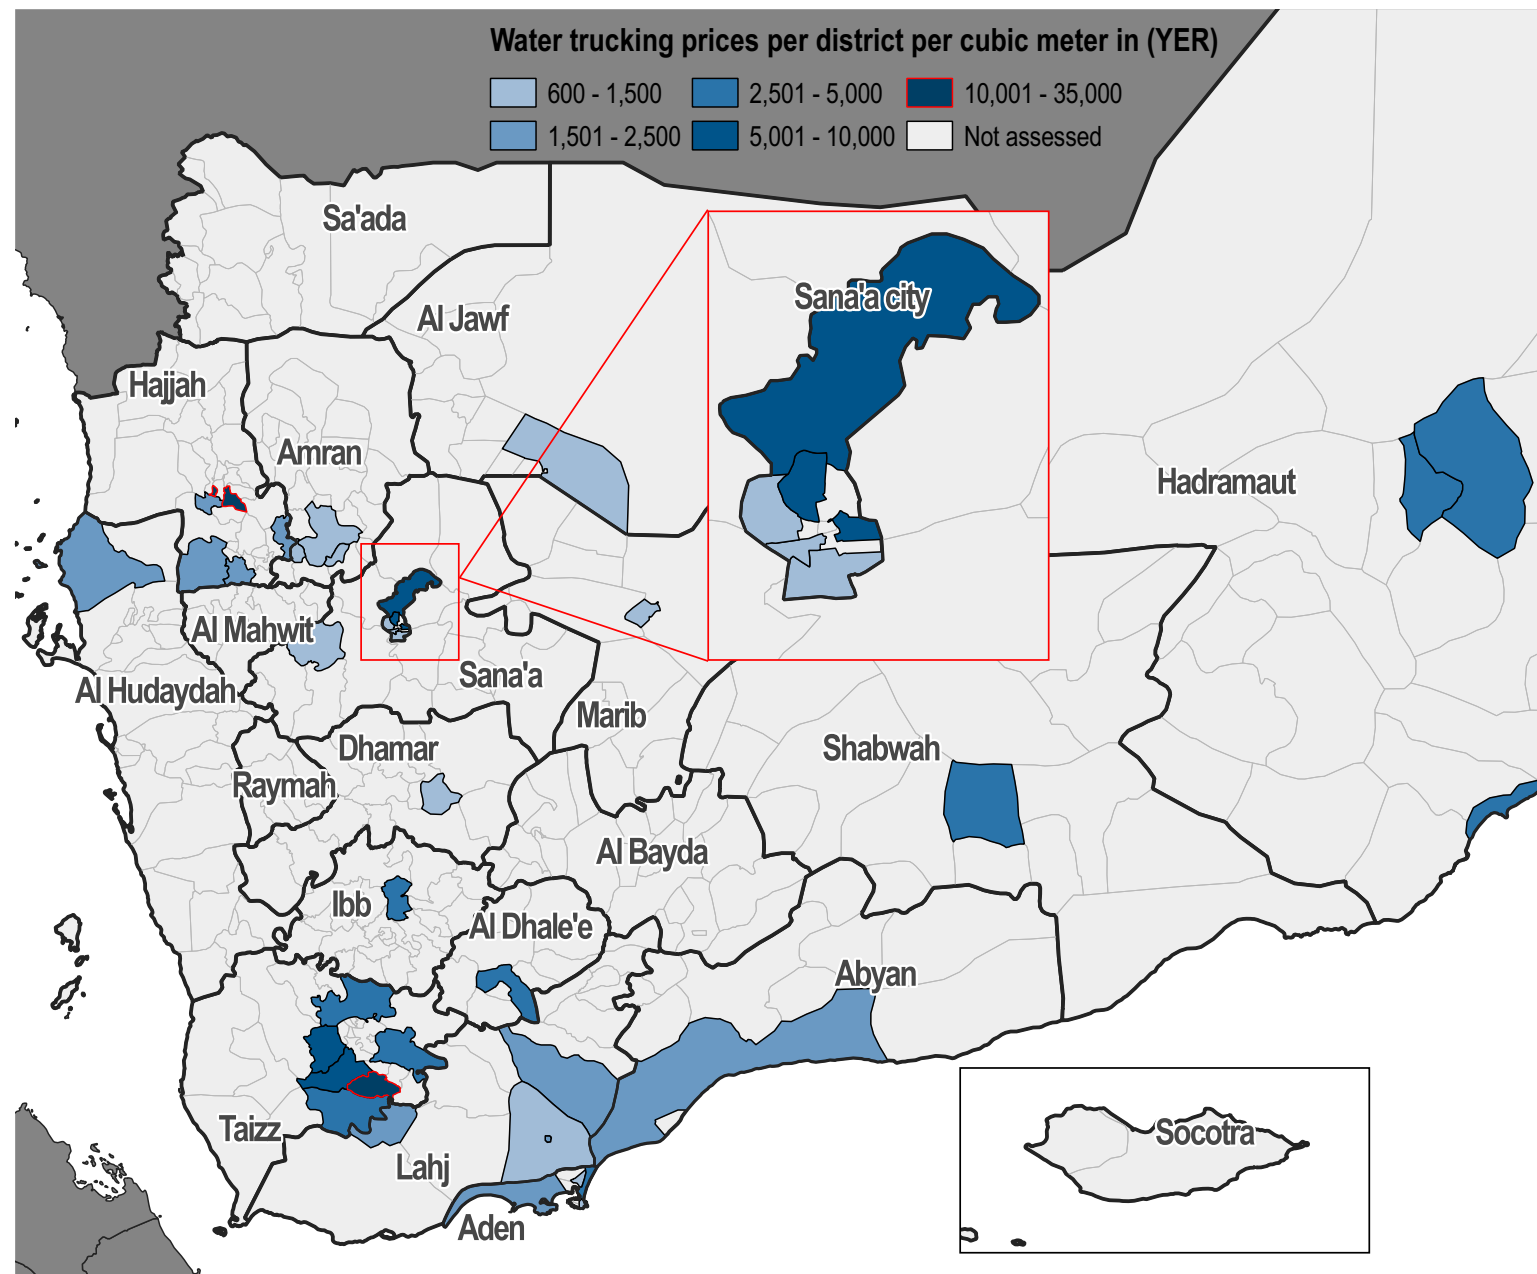 Water trucking prices per district per cubic meter in (YER)
600 - 1,500
2,501 - 5,000
10,001 - 35,000
1,501 - 2,500
5,001 - 10,000
Not assessed
Sa'ada
Sana'a city
Al Jawf
Hajjah
Amran
Hadramaut
Al Mahwit
Sana'a
Al Hudaydah
Marib
Dhamar
Shabwah
Raymah
Al Bayda
Ibb
Al Dhale'e
Abyan
Taizz
Socotra
Lahj
Aden